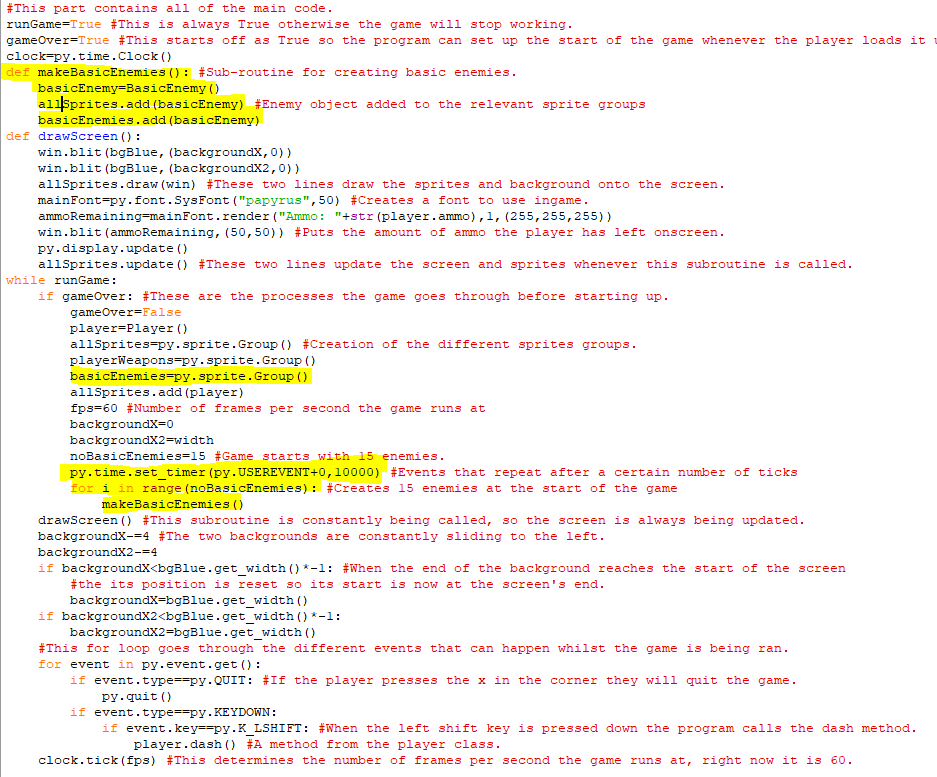 #This part contains all of the main code.
runGame=True #This is always True otherwise the game will stop working.
gameOver=True #This starts off as True so the program can set up the start of the game whenever the player loads it
clock=py.time.Clock()
def makeBasicEnemies(): #Sub-routine for creating basic enemies.
    basicEnemy=BasicEnemy()
    allSprites.add(basicEnemy) #Enemy object added to the relevant sprite groups
    basicEnemies.add(basicEnemy)
def drawScreen():
    win.blit(bgBlue,(backgroundX,0))
    win.blit(bgBlue,(backgroundX2,0))
    allSprites.draw(win) #These two lines draw the sprites and background onto the screen.
    mainFont=py.font.SysFont("papyrus",50) #Creates a font to use ingame.
    ammoRemaining=mainFont.render("Ammo: "+str(player.ammo),1,(255,255,255))
    win.blit(ammoRemaining,(50,50)) #Puts the amount of ammo the player has left onscreen.
    py.display.update()
    allSprites.update() #These two lines update the screen and sprites whenever this subroutine is called.
while runGame:
    if gameOver: #These are the processes the game goes through before starting up.
        gameOver=False
        player=Player()
        allSprites=py.sprite.Group() #Creation of the different sprites groups.
        playerWeapons=py.sprite.Group()
        basicEnemies=py.sprite.Group()
        allSprites.add(player)
        fps=60 #Number of frames per second the game runs at
        backgroundX=0
        backgroundX2=width
        noBasicEnemies=15 #Game starts with 15 enemies.
        py.time.set_timer(py.USEREVENT+0,10000) #Events that repeat after a certain number of ticks
        for i in range(noBasicEnemies): #Creates 15 enemies at the start of the game
            makeBasicEnemies()
    drawScreen() #This subroutine is constantly being called, so the screen is always being updated.
    backgroundX-=4 #The two backgrounds are constantly sliding to the left.
    backgroundX2-=4
    if backgroundX<bgBlue.get_width()*-1: #When the end of the background reaches the start of the screen
        #the its position is reset so its start is now at the screen's end.
        backgroundX=bgBlue.get_width()
    if backgroundX2<bgBlue.get_width()*-1:
        backgroundX2=bgBlue.get_width()
    #This for loop goes through the different events that can happen whilst the game is being ran.
    for event in py.event.get():
        if event.type==py.QUIT: #If the player presses the x in the corner they will quit the game.
            py.quit()
        if event.type==py.KEYDOWN:
            if event.key==py.K_LSHIFT: #When the left shift key is pressed down the program calls the dash method.
                player.dash() #A method from the player class.
    clock.tick(fps) #This determines the number of frames per second the game runs at, right now it is 60.